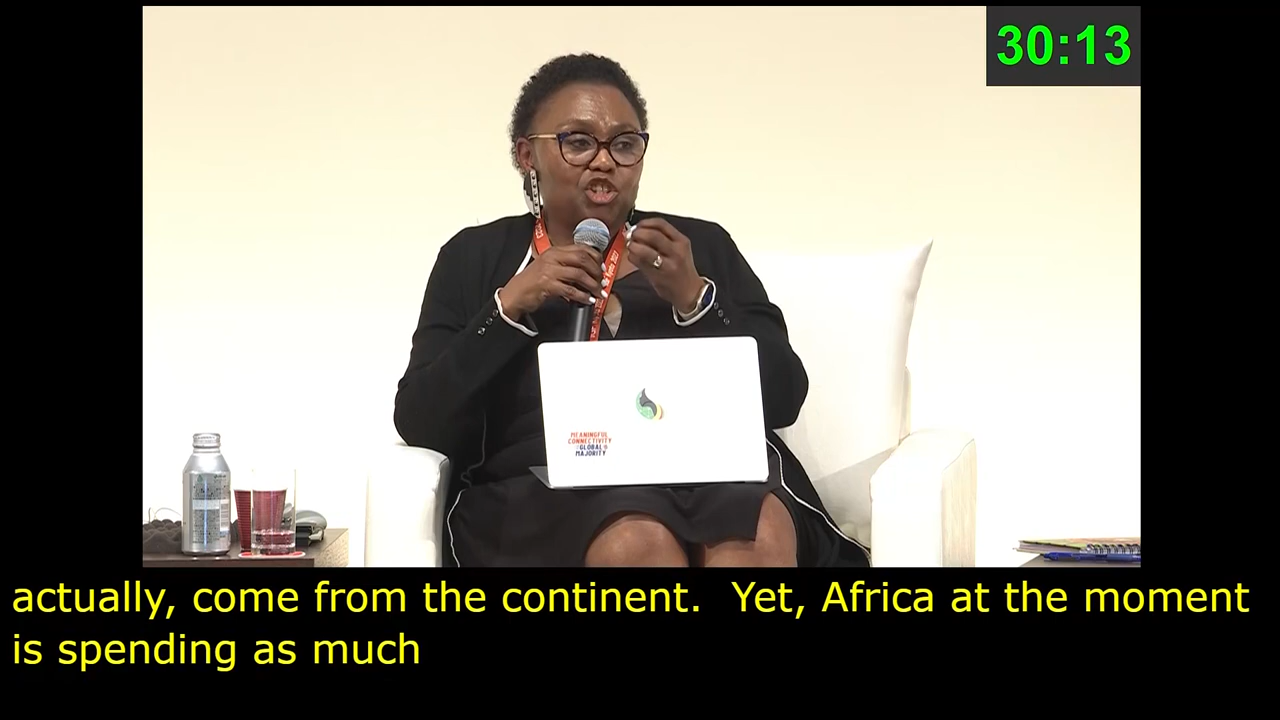 30:13
MEANINGFUL
CONNECTIVITY
GLOBAL
MAJORITY
actually, come from the continent.  Yet, Africa at the moment
is spending as much